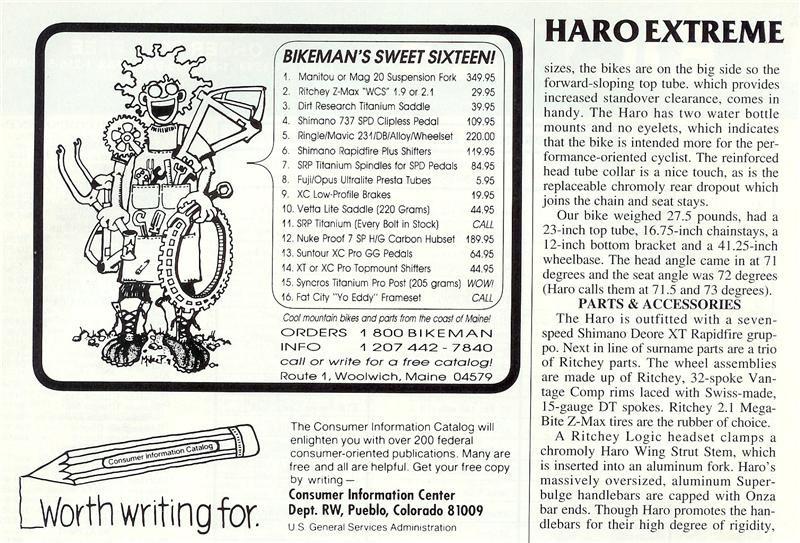 BIKEMAN'S SWEET SIXTEEN!
1. Manitou or Mag 20 Suspension Fork 349.95
2. Ritchey Z-Max "WCS" 1.9 or 2.1 29.95
3. Dirt Research Titanium Saddle 39.95
4. Shimano 737 SPD Clipless Pedal 109.95
5. Ringle/Mavic 231/DB/Alloy/Wheelset 220.00
6. Shimano Rapidfire Plus Shifters 119.95
7. SRP Titanium Spindles for SPD Pedals 84.95
8. Fuji/Opus Ultralite Presta Tubes 5.95
9. XC Low-Profile Brakes 19.95
10. Vetta Lite Saddle (220 Grams) 44.95
11. SRP Titanium (Every Bolt in Stock) CALL
12. Nuke Proof 7 SP H/G Carbon Hubset 189.95
13. Suntour XC Pro GG Pedals 64.95
14. XT or XC Pro Topmount Shifters 44.95
15. Syncros Titanium Pro Post (205 grams) WOW!
16. Fat City "Yo Eddy" Frameset CALL
Cool mountain bikes and parts from the coast of Maine!
ORDERS 1 800 BIKEMAN
INFO 1 207 442 - 7840
call or write for a free catalog!
Route 1, Woolwich, Maine 04579
Mike P.
Consumer Information Catalog
Worth writing for.
The Consumer Information Catalog will
enlighten you with over 200 federal
consumer-oriented publications. Many are
free and all are helpful. Get your free copy
by writing —
Consumer Information Center
Dept. RW, Pueblo, Colorado 81009
U.S. General Services Administration
HARO EXTREME
sizes, the bikes are on the big side so the
forward-sloping top tube, which provides
increased standover clearance, comes in
handy. The Haro has two water bottle
mounts and no eyelets, which indicates
that the bike is intended more for the per-
formance-oriented cyclist. The reinforced
head tube collar is a nice touch, as is the
replaceable chromoly rear dropout which
joins the chain and seat stays.
Our bike weighed 27.5 pounds, had a
23-inch top tube, 16.75-inch chainstays, a
12-inch bottom bracket and a 41.25-inch
wheelbase. The head angle came in at 71
degrees and the seat angle was 72 degrees
(Haro calls them at 71.5 and 73 degrees).
PARTS & ACCESSORIES
The Haro is outfitted with a seven-
speed Shimano Deore XT Rapidfire grup-
po. Next in line of surname parts are a trio
of Ritchey parts. The wheel assemblies
are made up of Ritchey, 32-spoke Van-
tage Comp rims laced with Swiss-made,
15-gauge DT spokes. Ritchey 2.1 Mega-
Bite Z-Max tires are the rubber of choice.
A Ritchey Logic headset clamps a
chromoly Haro Wing Strut Stem, which
is inserted into an aluminum fork. Haro's
massively oversized, aluminum Super-
bulge handlebars are capped with Onza
bar ends. Though Haro promotes the han-
dlebars for their high degree of rigidity,